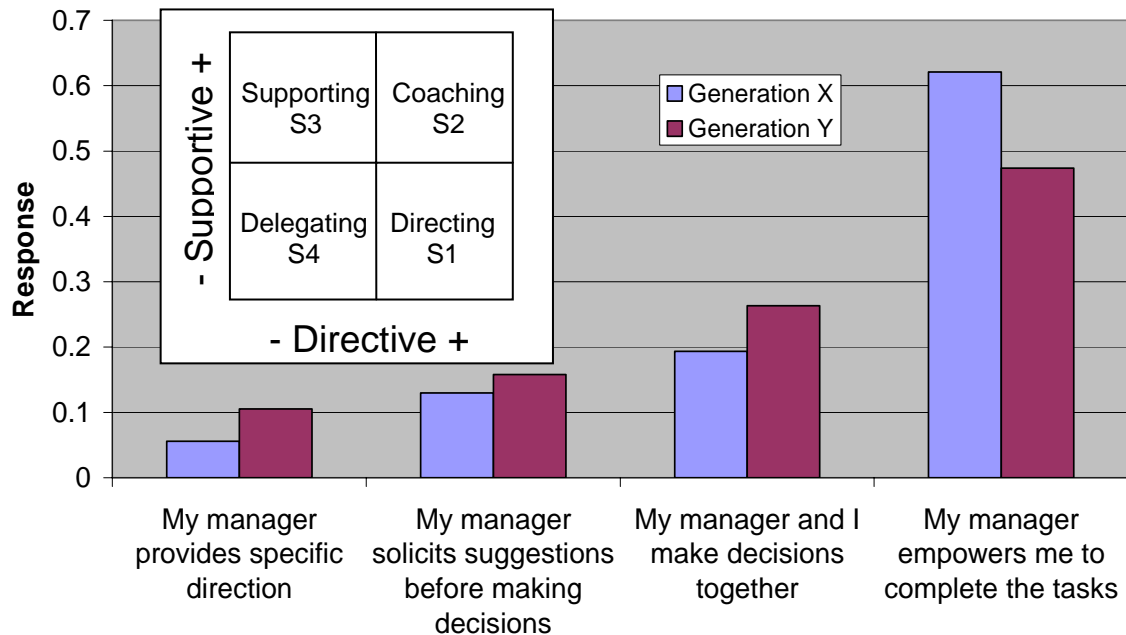 Response
0.7
0.6
0.5
0.4
0.3
0.2
0.1
0
- Supportive +
Supporting
S3
Coaching
S2
Delegating
S4
Directing
S1
- Directive +
Generation X
Generation Y
My manager
provides specific
direction
My manager
solicits suggestions
before making
decisions
My manager and I
make decisions
together
My manager
empowers me to
complete the tasks